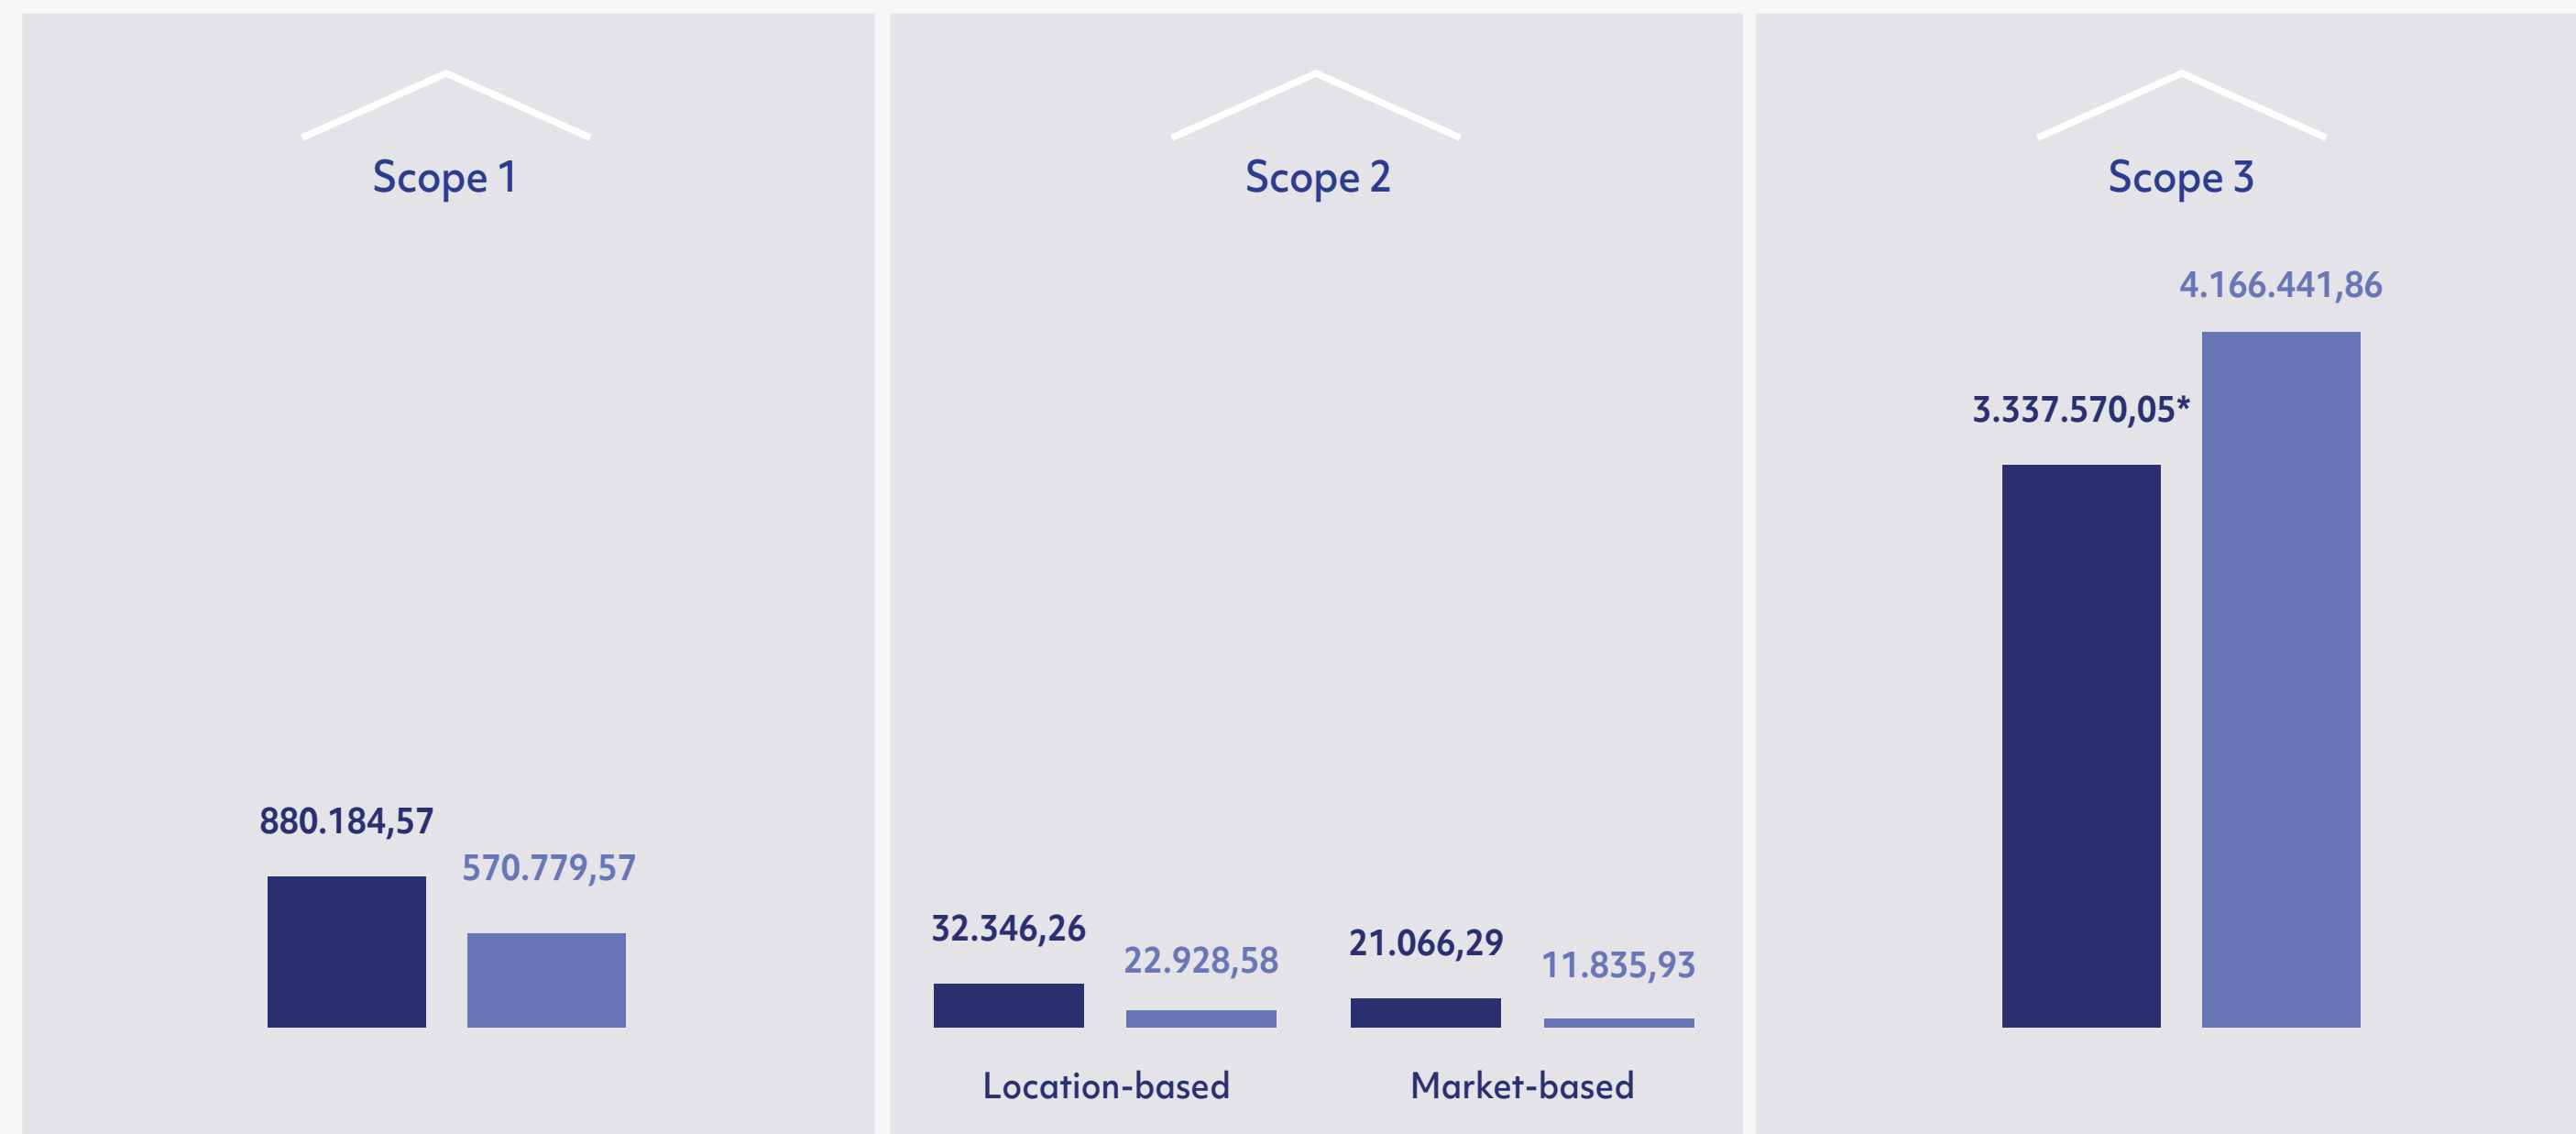 Scope 1
880.184,57
570.779,57
Scope 2
32.346,26
22.928,58
21.066,29
11.835,93
Location-based
Market-based
Scope 3
4.166.441,86
3.337.570,05*